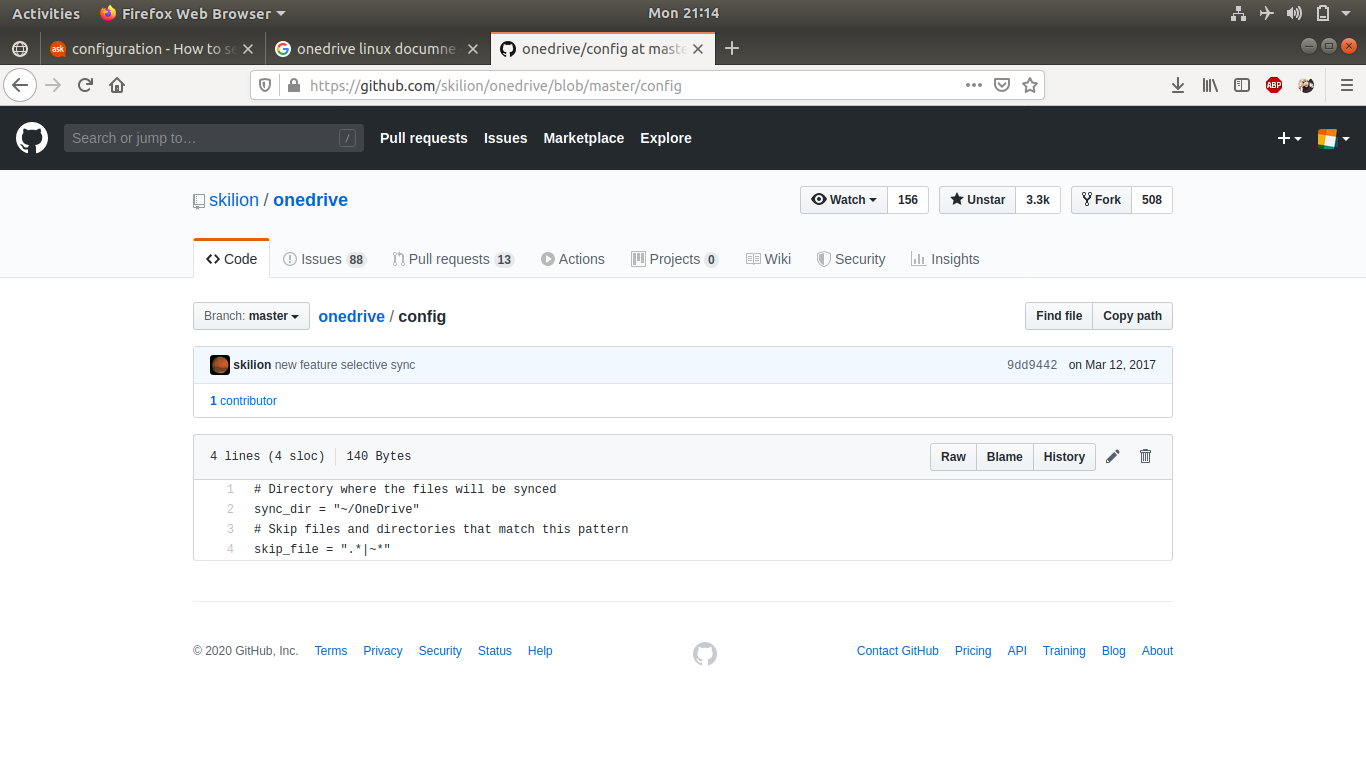 Activities Firefox Web Browser Mon 21:14
ask configuration - How to se onedrive linux documne onedrive/config at maste
https://github.com/skilion/onedrive/blob/master/config ABP
Search or jump to… / Pull requests Issues Marketplace Explore
skilion / onedrive Watch 156 Unstar 3.3k Fork 508
Code Issues 88 Pull requests 13 Actions Projects 0 Wiki Security Insights
Branch: master onedrive / config Find file Copy path
skilion new feature selective sync 9dd9442 on Mar 12, 2017
1 contributor
4 lines (4 sloc) 140 Bytes Raw Blame History
1 # Directory where the files will be synced
2 sync_dir = "~/OneDrive"
3 # Skip files and directories that match this pattern
4 skip_file = ".*|~*"
© 2020 GitHub, Inc. Terms Privacy Security Status Help Contact GitHub Pricing API Training Blog About